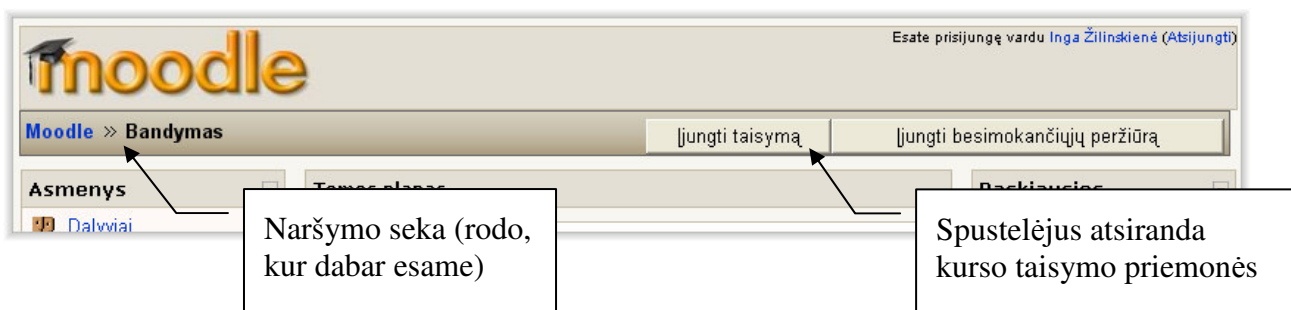 moodle
Esate prisijungę vardu Inga Žilinskienė (Atsijungti)
Moodle » Bandymas
Įjungti taisymą
Įjungti besimokančiųjų peržiūrą
Asmenys
Temos planas
Paskiausios
Dalyviai
Naršymo seka (rodo,
kur dabar esame)
Spustelėjus atsiranda
kurso taisymo priemonės